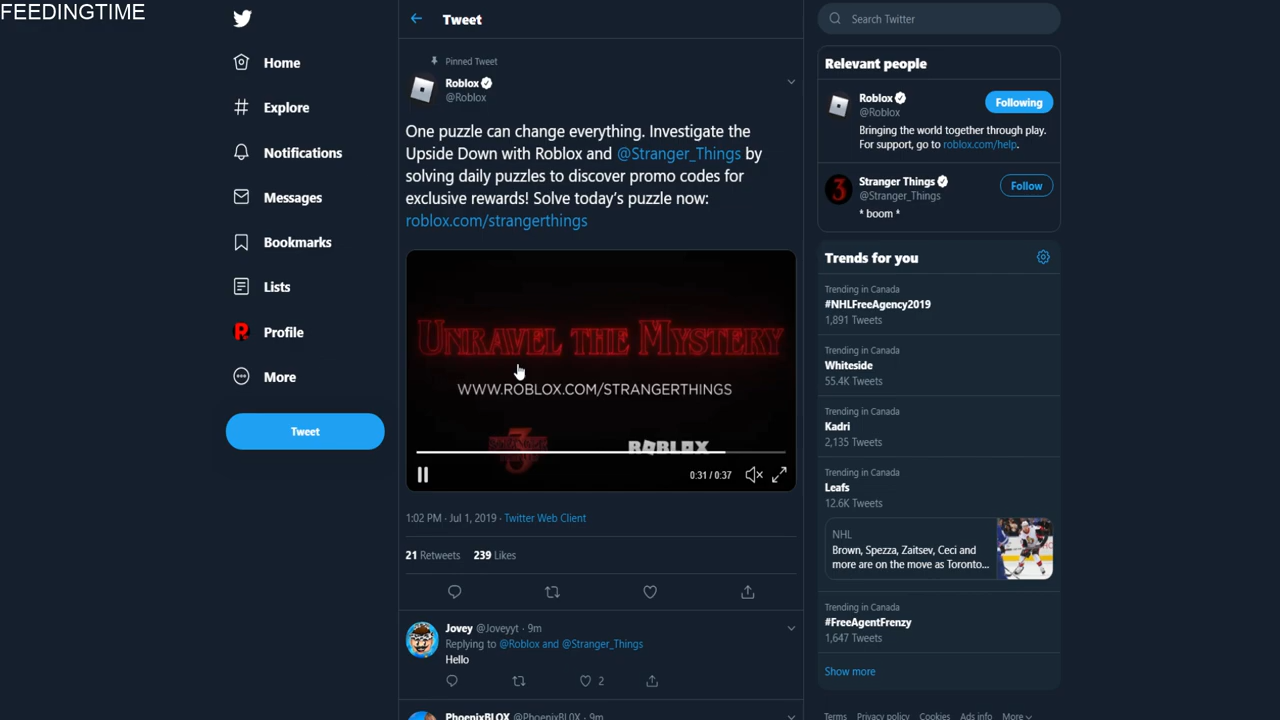 FEEDINGTIME
Home
Explore
Notifications
Messages
Bookmarks
Lists
Profile
More
Tweet
Tweet
Pinned Tweet
Roblox
@Roblox
One puzzle can change everything. Investigate the
Upside Down with Roblox and @Stranger_Things by
solving daily puzzles to discover promo codes for
exclusive rewards! Solve today's puzzle now:
roblox.com/strangerthings
UNRAVEL THE MYSTERY
WWW.ROBLOX.COM/STRANGERTHINGS
3
ROBLOX
0:31 / 0:37
1:02 PM · Jul 1, 2019 · Twitter Web Client
21 Retweets 239 Likes
Jovey @Joveyyt · 9m
Replying to @Roblox and @Stranger_Things
Hello
2
PhoenixBLOX @PhoenixBLOX · 9m
Search Twitter
Relevant people
Roblox
@Roblox
Following
Bringing the world together through play.
For support, go to roblox.com/help.
Stranger Things
@Stranger_Things
Follow
* boom *
Trends for you
Trending in Canada
#NHLFreeAgency2019
1,891 Tweets
Trending in Canada
Whiteside
55.4K Tweets
Trending in Canada
Kadri
2,135 Tweets
Trending in Canada
Leafs
12.6K Tweets
NHL
Brown, Spezza, Zaitsev, Ceci and
more are on the move as Toronto...
Trending in Canada
#FreeAgentFrenzy
1,647 Tweets
Show more
Terms Privacy policy Cookies Ads info More